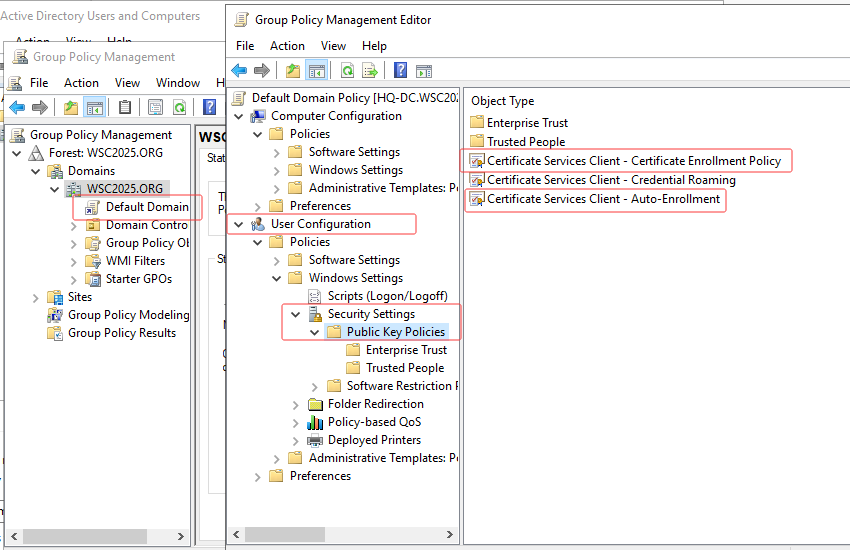 Active Directory Users and Computers
Action View Help
Group Policy Management
File Action View Window H
Group Policy Management
Forest: WSC2025.ORG
Domains
WSC2025.ORG
Default Domain
Domain Contro
Group Policy Ob
WMI Filters
Starter GPOs
Sites
Group Policy Modeling
Group Policy Results
WS
Stat
Group Policy Management Editor
File Action View Help
Default Domain Policy [HQ-DC.WSC20
Computer Configuration
Policies
Software Settings
Windows Settings
Administrative Templates: Po
Preferences
User Configuration
Policies
Software Settings
Windows Settings
Scripts (Logon/Logoff)
Security Settings
Public Key Policies
Enterprise Trust
Trusted People
Software Restriction P
Folder Redirection
Policy-based QoS
Deployed Printers
Administrative Templates: Po
Preferences
Object Type
Enterprise Trust
Trusted People
Certificate Services Client - Certificate Enrollment Policy
Certificate Services Client - Credential Roaming
Certificate Services Client - Auto-Enrollment